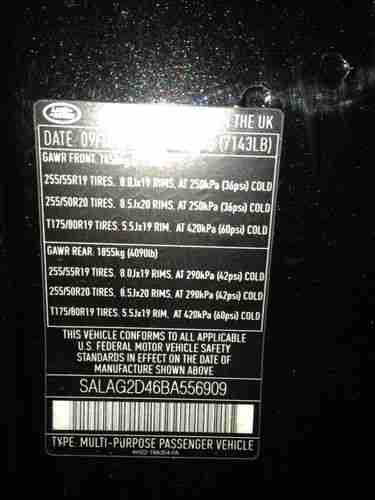 LAND ROVER
THE UK
DATE: 09/ (7143LB)
GAWR FRONT:
255/55R19 TIRES, 8.0Jx19 RIMS, AT 250kPa (36psi) COLD
255/50R20 TIRES, 8.5Jx20 RIMS, AT 250kPa (36psi) COLD
T175/80R19 TIRES, 5.5Jx19 RIM, AT 420kPa (60psi) COLD
GAWR REAR: 1855kg (4090lb)
255/55R19 TIRES, 8.0Jx19 RIMS, AT 290kPa (42psi) COLD
255/50R20 TIRES, 8.5Jx20 RIMS, AT 290kPa (42psi) COLD
T175/80R19 TIRES, 5.5Jx19 RIM, AT 420kPa (60psi) COLD
THIS VEHICLE CONFORMS TO ALL APPLICABLE
U.S. FEDERAL MOTOR VEHICLE SAFETY
STANDARDS IN EFFECT ON THE DATE OF
MANUFACTURE SHOWN ABOVE
SALAG2D46BA556909
TYPE: MULTI-PURPOSE PASSENGER VEHICLE